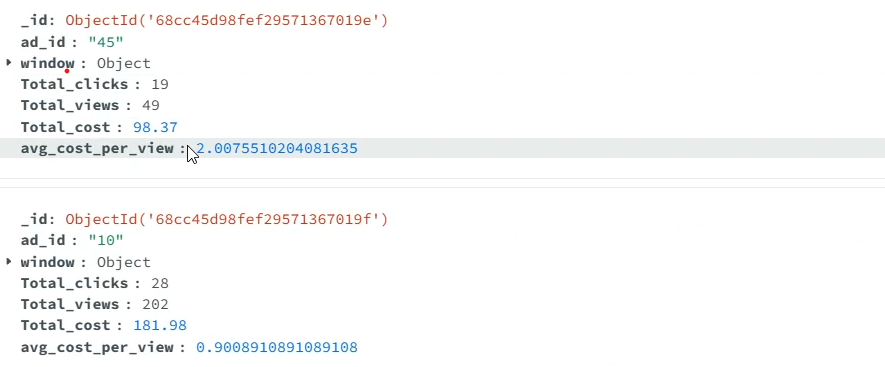 _id: ObjectId('68cc45d98fef29571367019e')
ad_id : "45"
window : Object
Total_clicks : 19
Total_views : 49
Total_cost : 98.37
avg_cost_per_view : 2.0075510204081635
_id: ObjectId('68cc45d98fef29571367019f')
ad_id : "10"
window : Object
Total_clicks : 28
Total_views : 202
Total_cost : 181.98
avg_cost_per_view : 0.9008910891089108